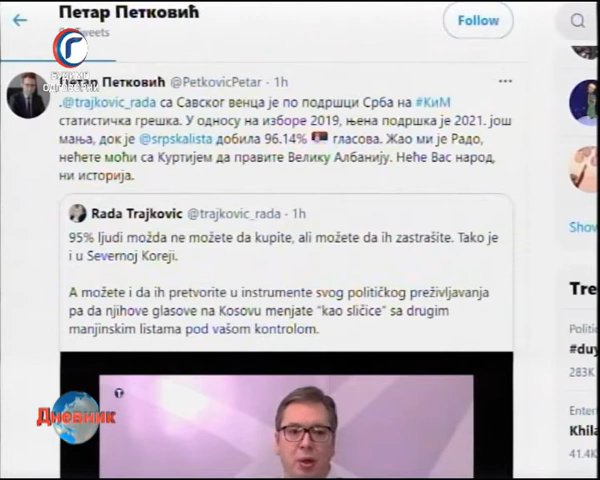 Петар Петковић
Tweets
Follow
Петар Петковић @PetkovicPetar · 1h
.@trajkovic_rada са Савског венца је по подршци Срба на #КиМ
статистичка грешка. У односу на изборе 2019, њена подршка је 2021. још
мања, док је @srpskalista добила 96.14% гласова. Жао ми је Радо,
нећете моћи са Куртијем да правите Велику Албанију. Неће Вас народ,
ни историја.
Rada Trajkovic @trajkovic_rada · 1h
95% ljudi možda ne možete da kupite, ali možete da ih zastrašite. Tako je
i u Severnoj Koreji.
A možete i da ih pretvorite u instrumente svog političkog preživljavanja
pa da njihove glasove na Kosovu menjate "kao sličice" sa drugim
manjinskim listama pod vašom kontrolom.
Show
Tre
Politic
#duy
283K
Enter
Khila
41.4K
Дневник